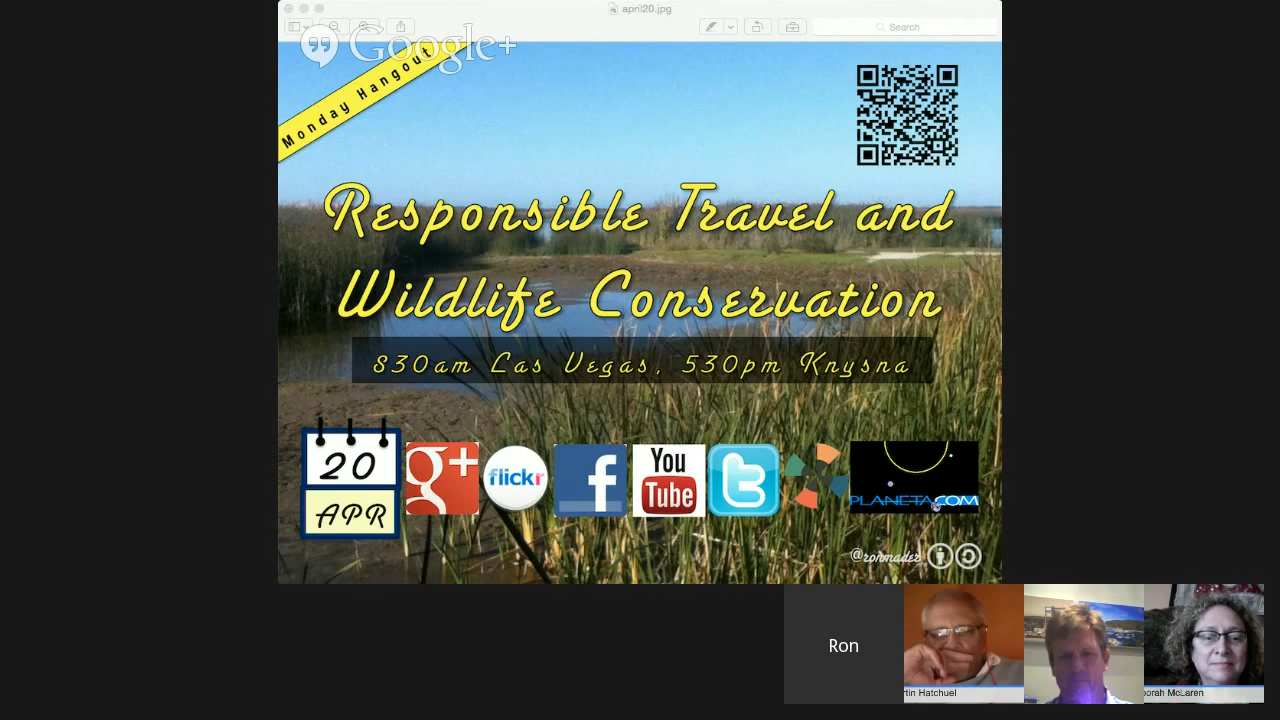 april20.jpg
Search
Google+
Monday Hangout
Responsible Travel and
Wildlife Conservation
830am Las Vegas, 530pm Knysna
20
APR
g+
flickr
f
You
Tube
t
PLANETA.COM
@ronmader
Ron
rtin Hatchuel
orah McLaren